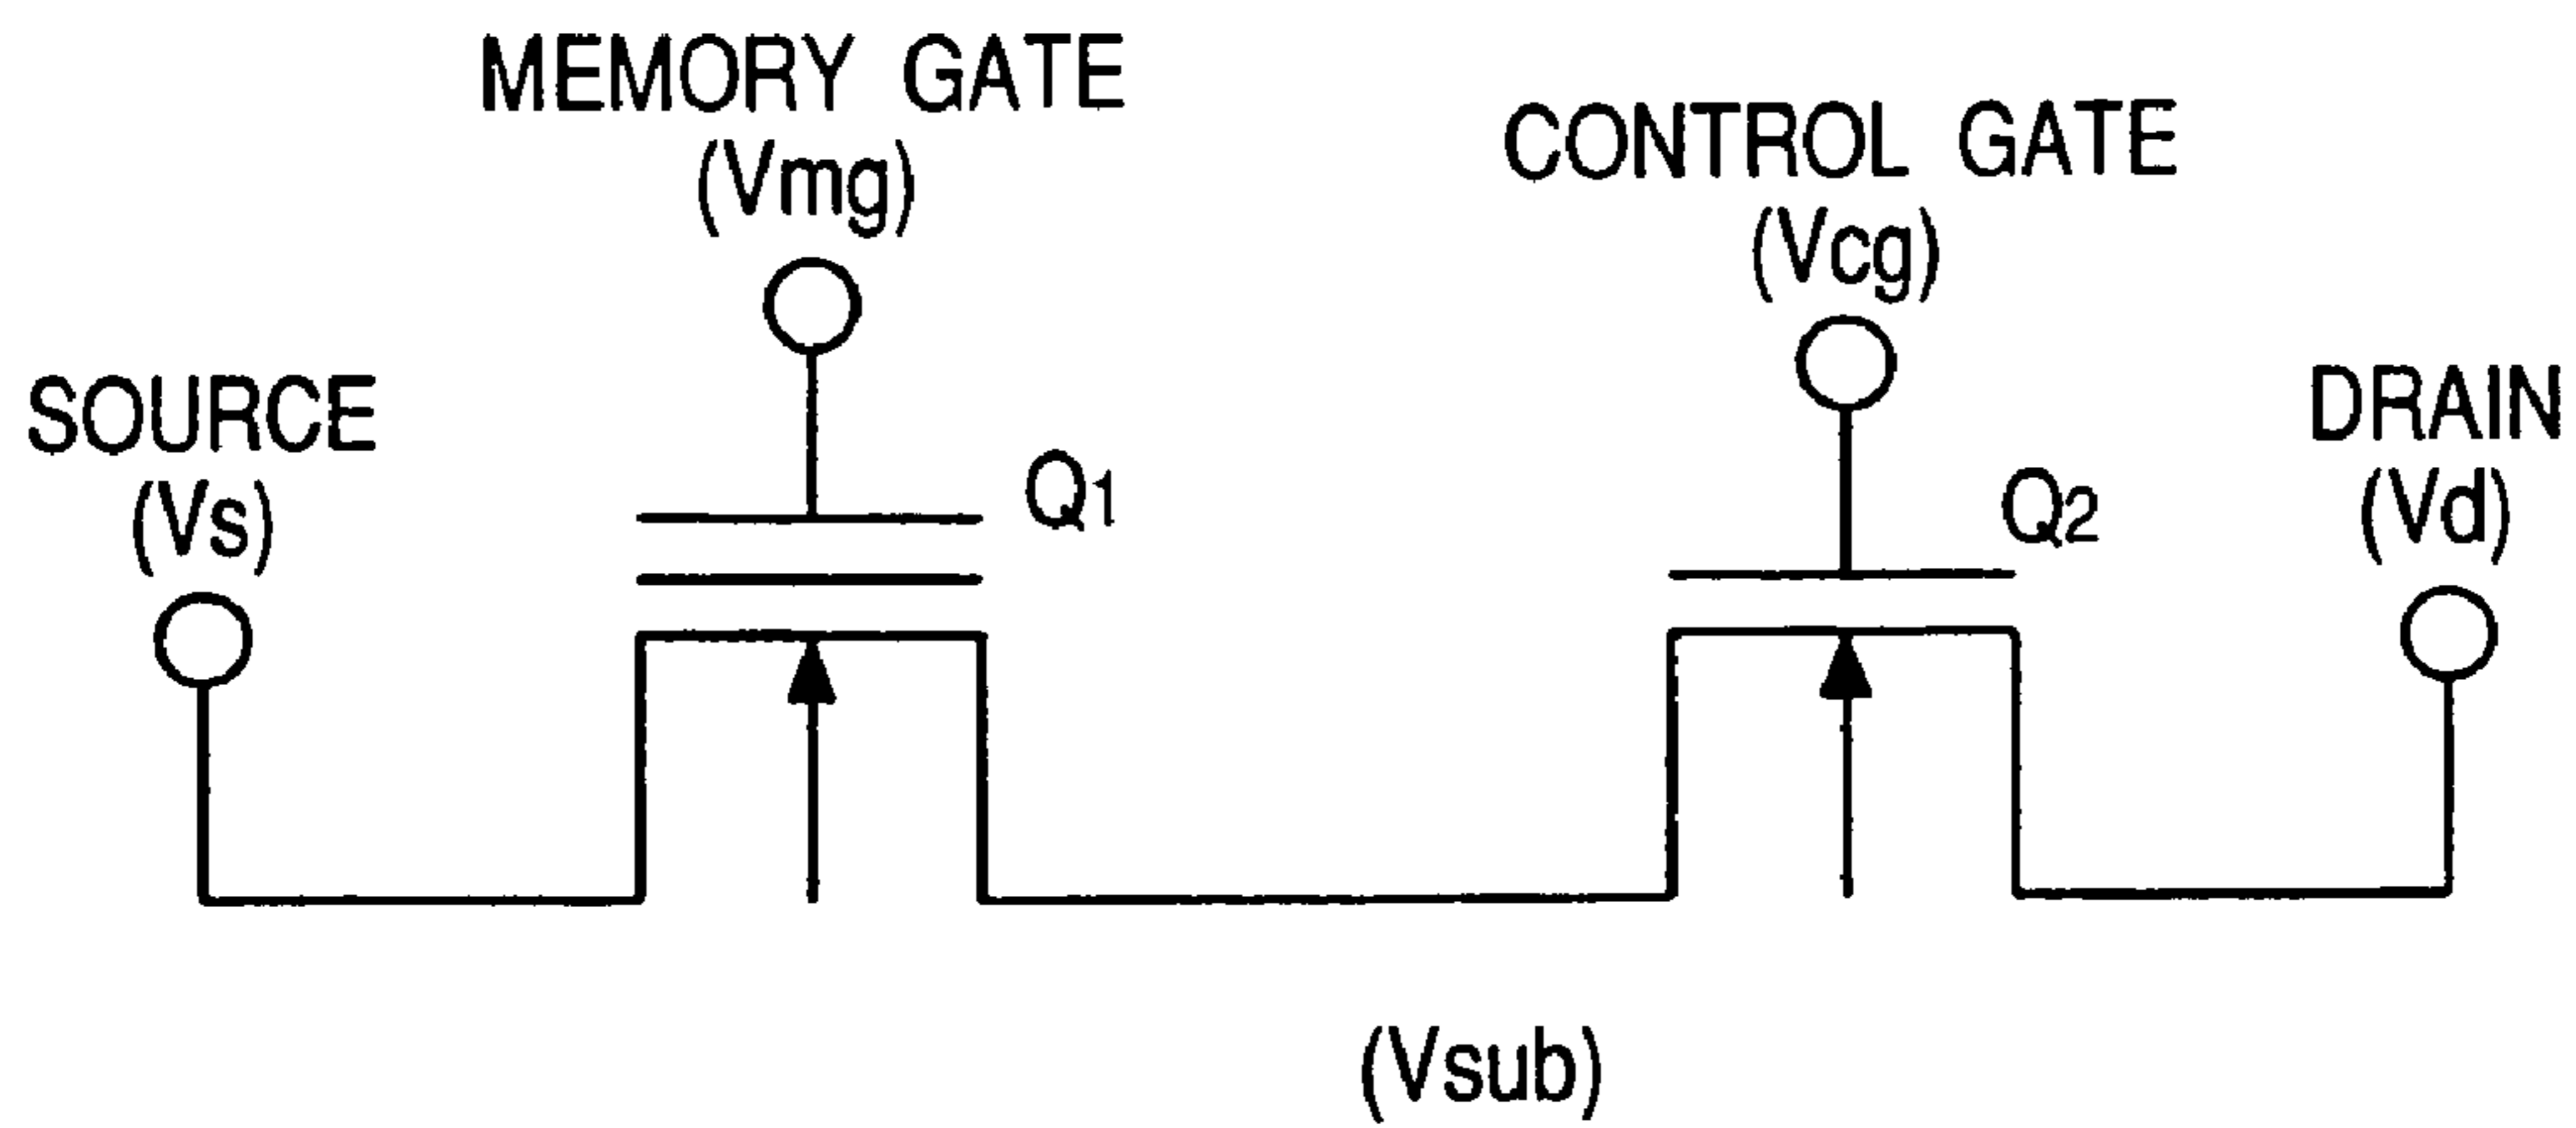 MEMORY GATE
(Vmg)
CONTROL GATE
(Vcg)
SOURCE
(Vs)
Q1
Q2
DRAIN
(Vd)
(Vsub)